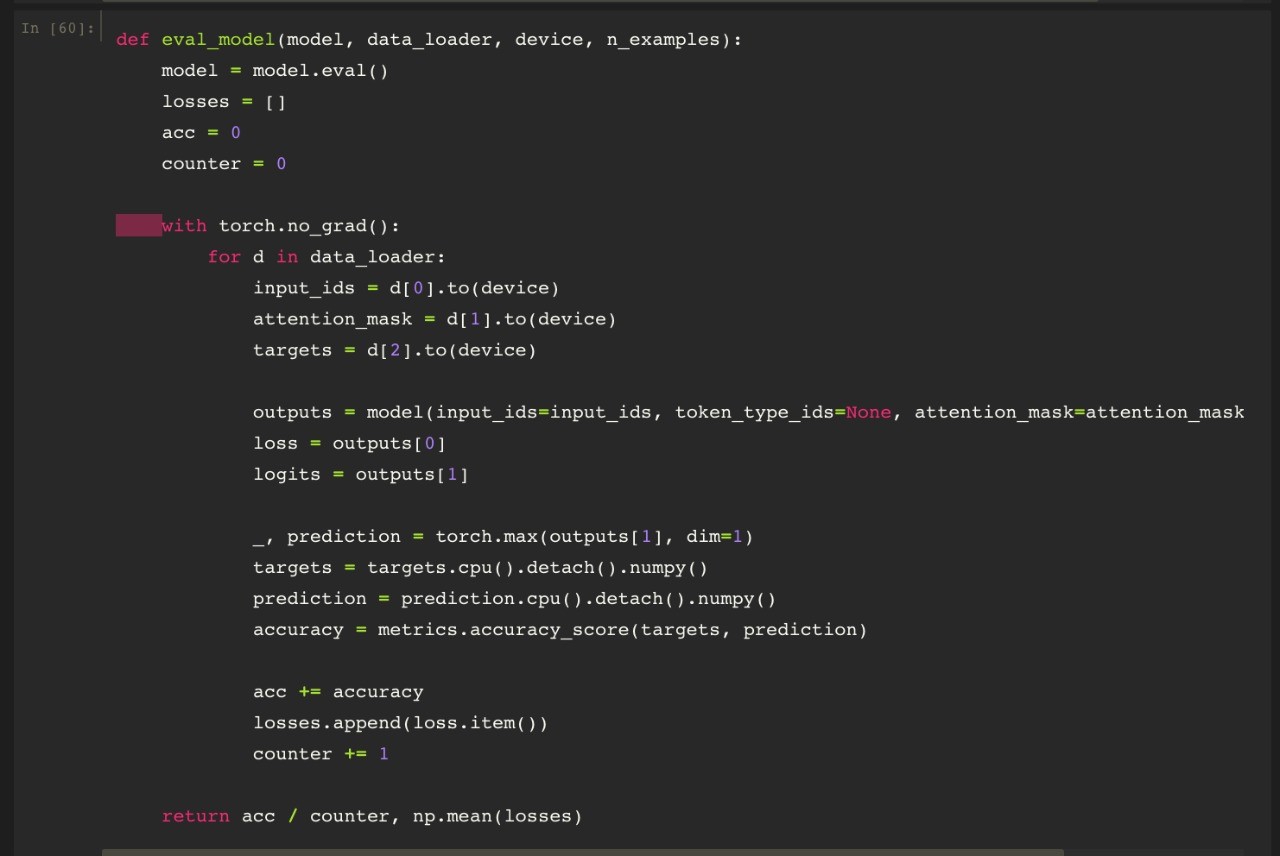 In [60]:
def eval_model(model, data_loader, device, n_examples):
    model = model.eval()
    losses = []
    acc = 0
    counter = 0

    with torch.no_grad():
        for d in data_loader:
            input_ids = d[0].to(device)
            attention_mask = d[1].to(device)
            targets = d[2].to(device)

            outputs = model(input_ids=input_ids, token_type_ids=None, attention_mask=attention_mask
            loss = outputs[0]
            logits = outputs[1]

            _, prediction = torch.max(outputs[1], dim=1)
            targets = targets.cpu().detach().numpy()
            prediction = prediction.cpu().detach().numpy()
            accuracy = metrics.accuracy_score(targets, prediction)

            acc += accuracy
            losses.append(loss.item())
            counter += 1

    return acc / counter, np.mean(losses)